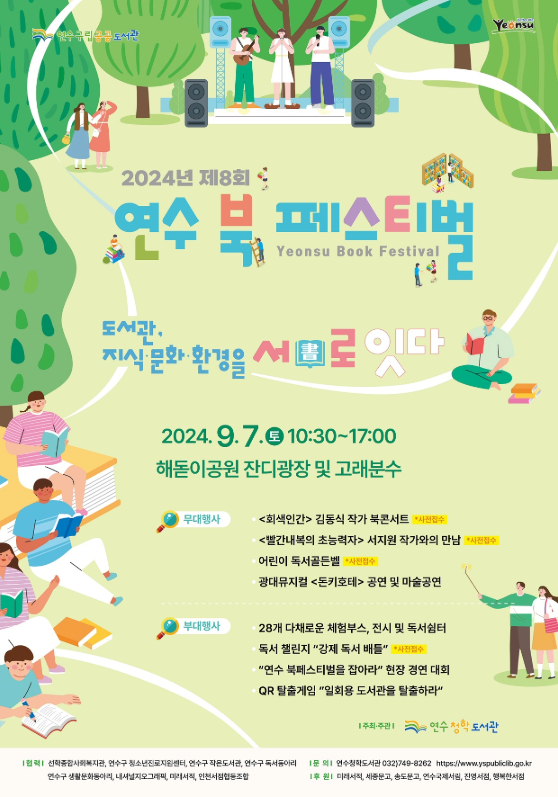 연수구립공공도서관
Yeonsu
2024년 제8회
연수 북 페스티벌
Yeonsu Book Festival
도서관,
지식·문화·환경을 서書로 잇다
2024. 9. 7. 토 10:30~17:00
해돋이공원 잔디광장 및 고래분수
무대행사
<회색인간> 김동식 작가 북콘서트 *사전접수
<빨간내복의 초능력자> 서지원 작가와의 만남 *사전접수
어린이 독서골든벨 *사전접수
광대뮤지컬 <돈키호테> 공연 및 마술공연
부대행사
28개 다채로운 체험부스, 전시 및 독서쉼터
독서 챌린지 "강제 독서 배틀" *사전접수
"연수 북페스티벌을 잡아라" 현장 경연 대회
QR 탈출게임 "일회용 도서관을 탈출하라"
주최·주관 연수청학도서관
협력 선학종합사회복지관, 연수구 청소년진로지원센터, 연수구 작은도서관, 연수구 독서동아리
연수구 생활문화동아리, 내셔널지오그래픽, 미래서적, 인천서점협동조합
문의 연수청학도서관 032)749-8262 https://www.yspubliclib.go.kr
후원 미래서적, 세종문고, 송도문고, 연수국제서림, 진명서점, 행복한서점